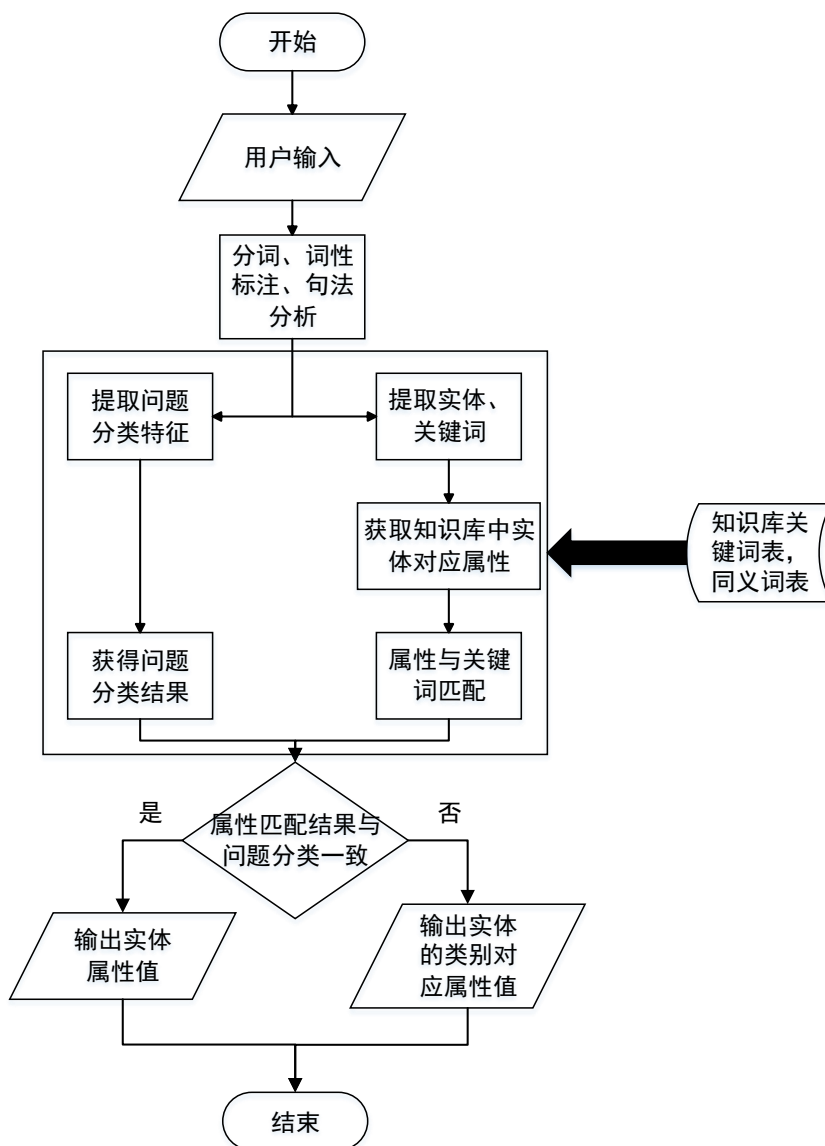 开始
用户输入
分词、词性
标注、句法
分析
提取问题
分类特征
提取实体、
关键词
获取知识库中实
体对应属性
知识库关
键词表，
同义词表
获得问题
分类结果
属性与关键
词匹配
是
否
属性匹配结果与
问题分类一致
输出实体
属性值
输出实体
的类别对
应属性值
结束